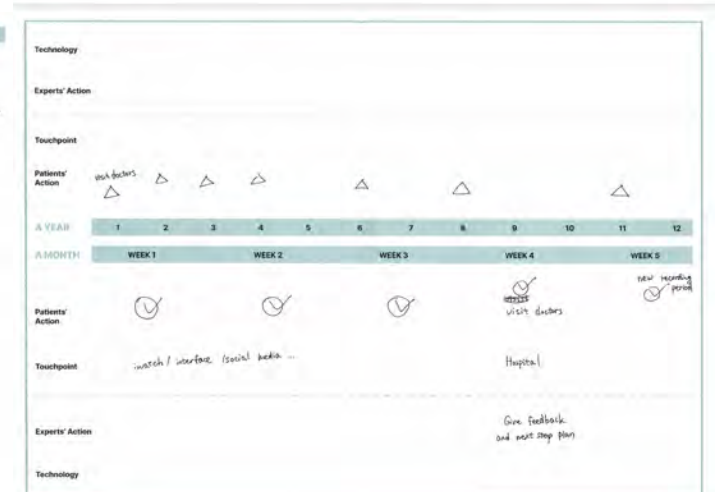 Technology
Experts' Action
Touchpoint
Patients'
Action
visit doctors
A YEAR 1 2 3 4 5 6 7 8 9 10 11 12
A MONTH WEEK 1 WEEK 2 WEEK 3 WEEK 4 WEEK 5
new recording
period
Patients'
Action
visit doctors
Touchpoint
iwatch / interface /social media ...
Hospital
Experts' Action
Give feedback
and next step plan
Technology